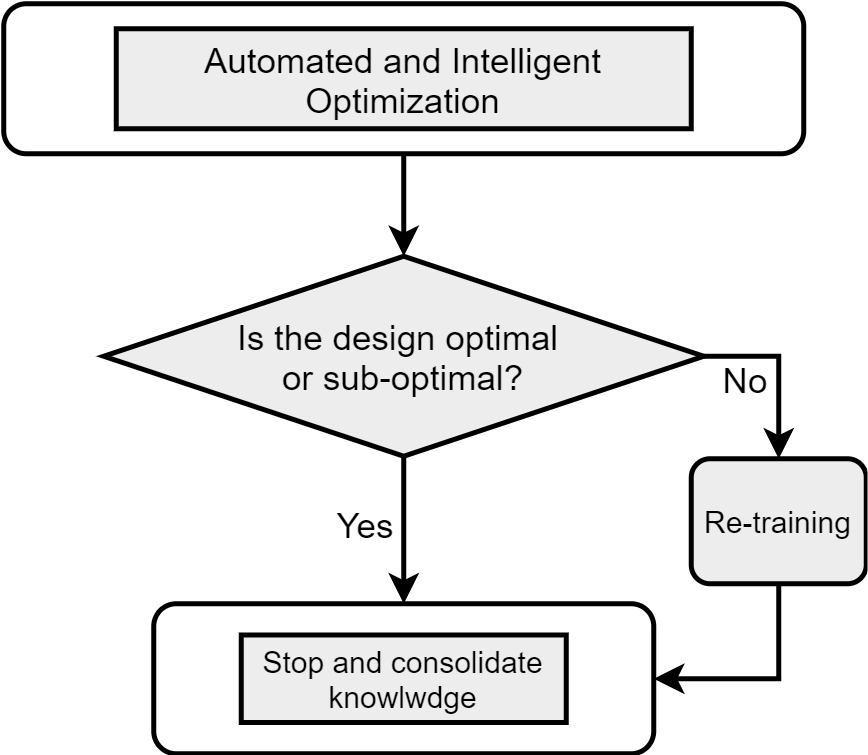 Automated and Intelligent
Optimization
Is the design optimal
or sub-optimal?
No
Re-training
Yes
Stop and consolidate
knowlwdge